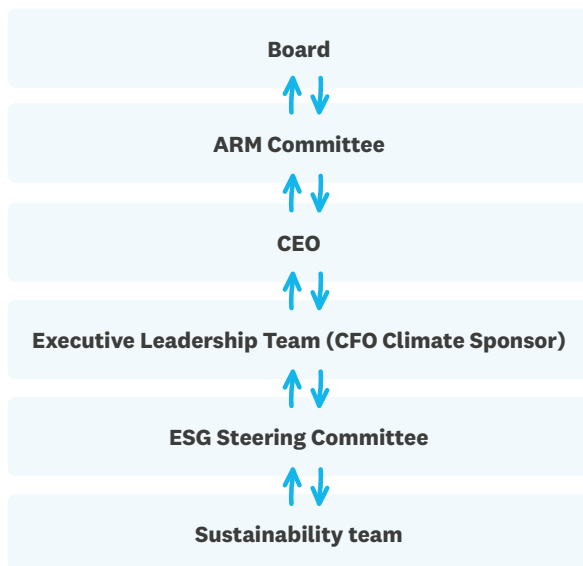 Board
ARM Committee
CEO
Executive Leadership Team (CFO Climate Sponsor)
ESG Steering Committee
Sustainability team